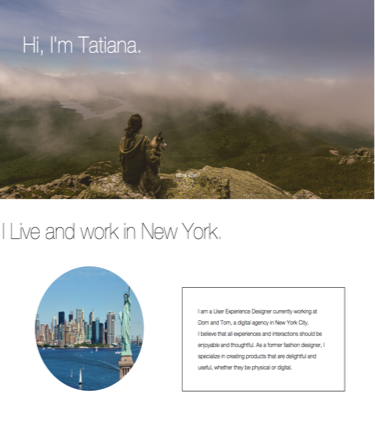 Hi, I'm Tatiana.
I Live and work in New York.
I am a User Experience Designer currently working at
Dom and Tom, a digital agency in New York City,
I believe that all experiences and interactions should be
enjoyable and thoughtful. As a former fashion designer, I
specialize in creating products that are delightful and
useful, whether they be physical or digital.